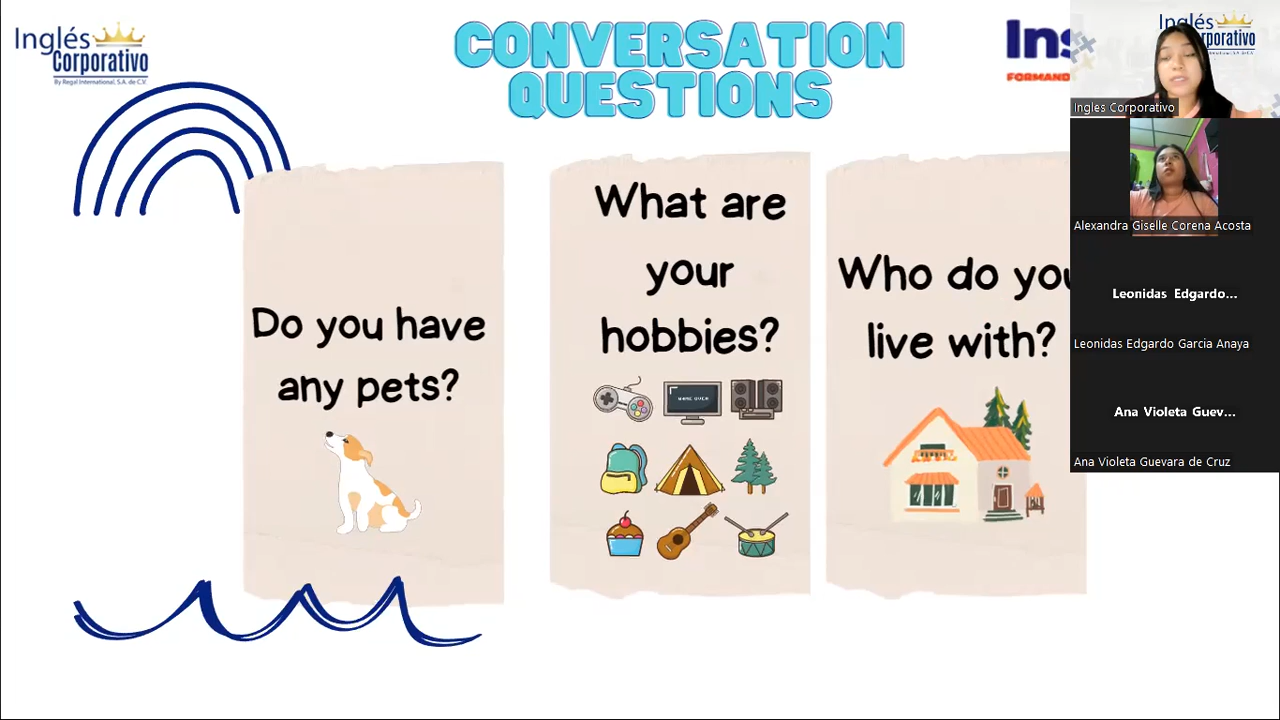 Inglés
Corporativo
By Regal International, S.A. de C.V.
CONVERSATION
QUESTIONS
Ins
FORMAND
Do you have
any pets?
What are
your
hobbies?
Who do you
live with?
Inglés
Corporativo
Ingles Corporativo
Alexandra Giselle Corena Acosta
Leonidas Edgardo...
Leonidas Edgardo Garcia Anaya
Ana Violeta Guev...
Ana Violeta Guevara de Cruz